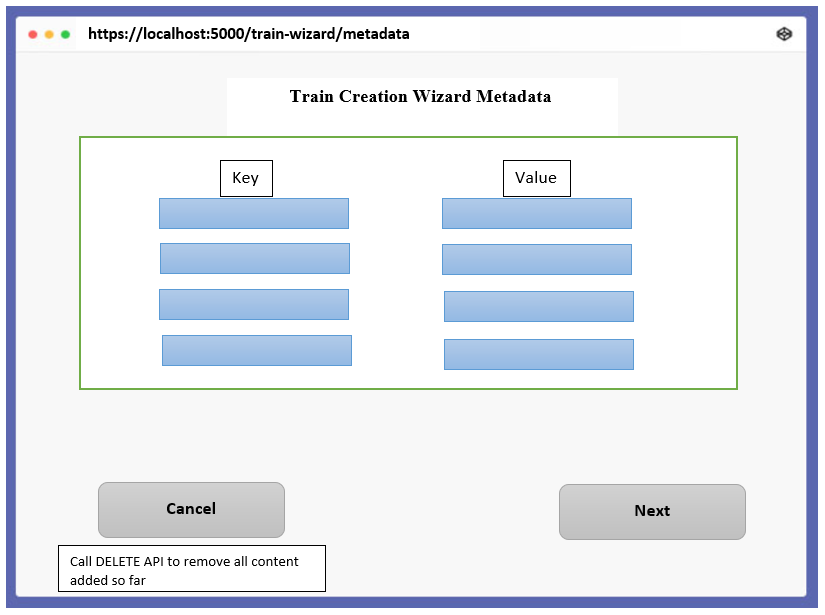 https://localhost:5000/train-wizard/metadata
Train Creation Wizard Metadata
Key
Value
Cancel
Next
Call DELETE API to remove all content
added so far